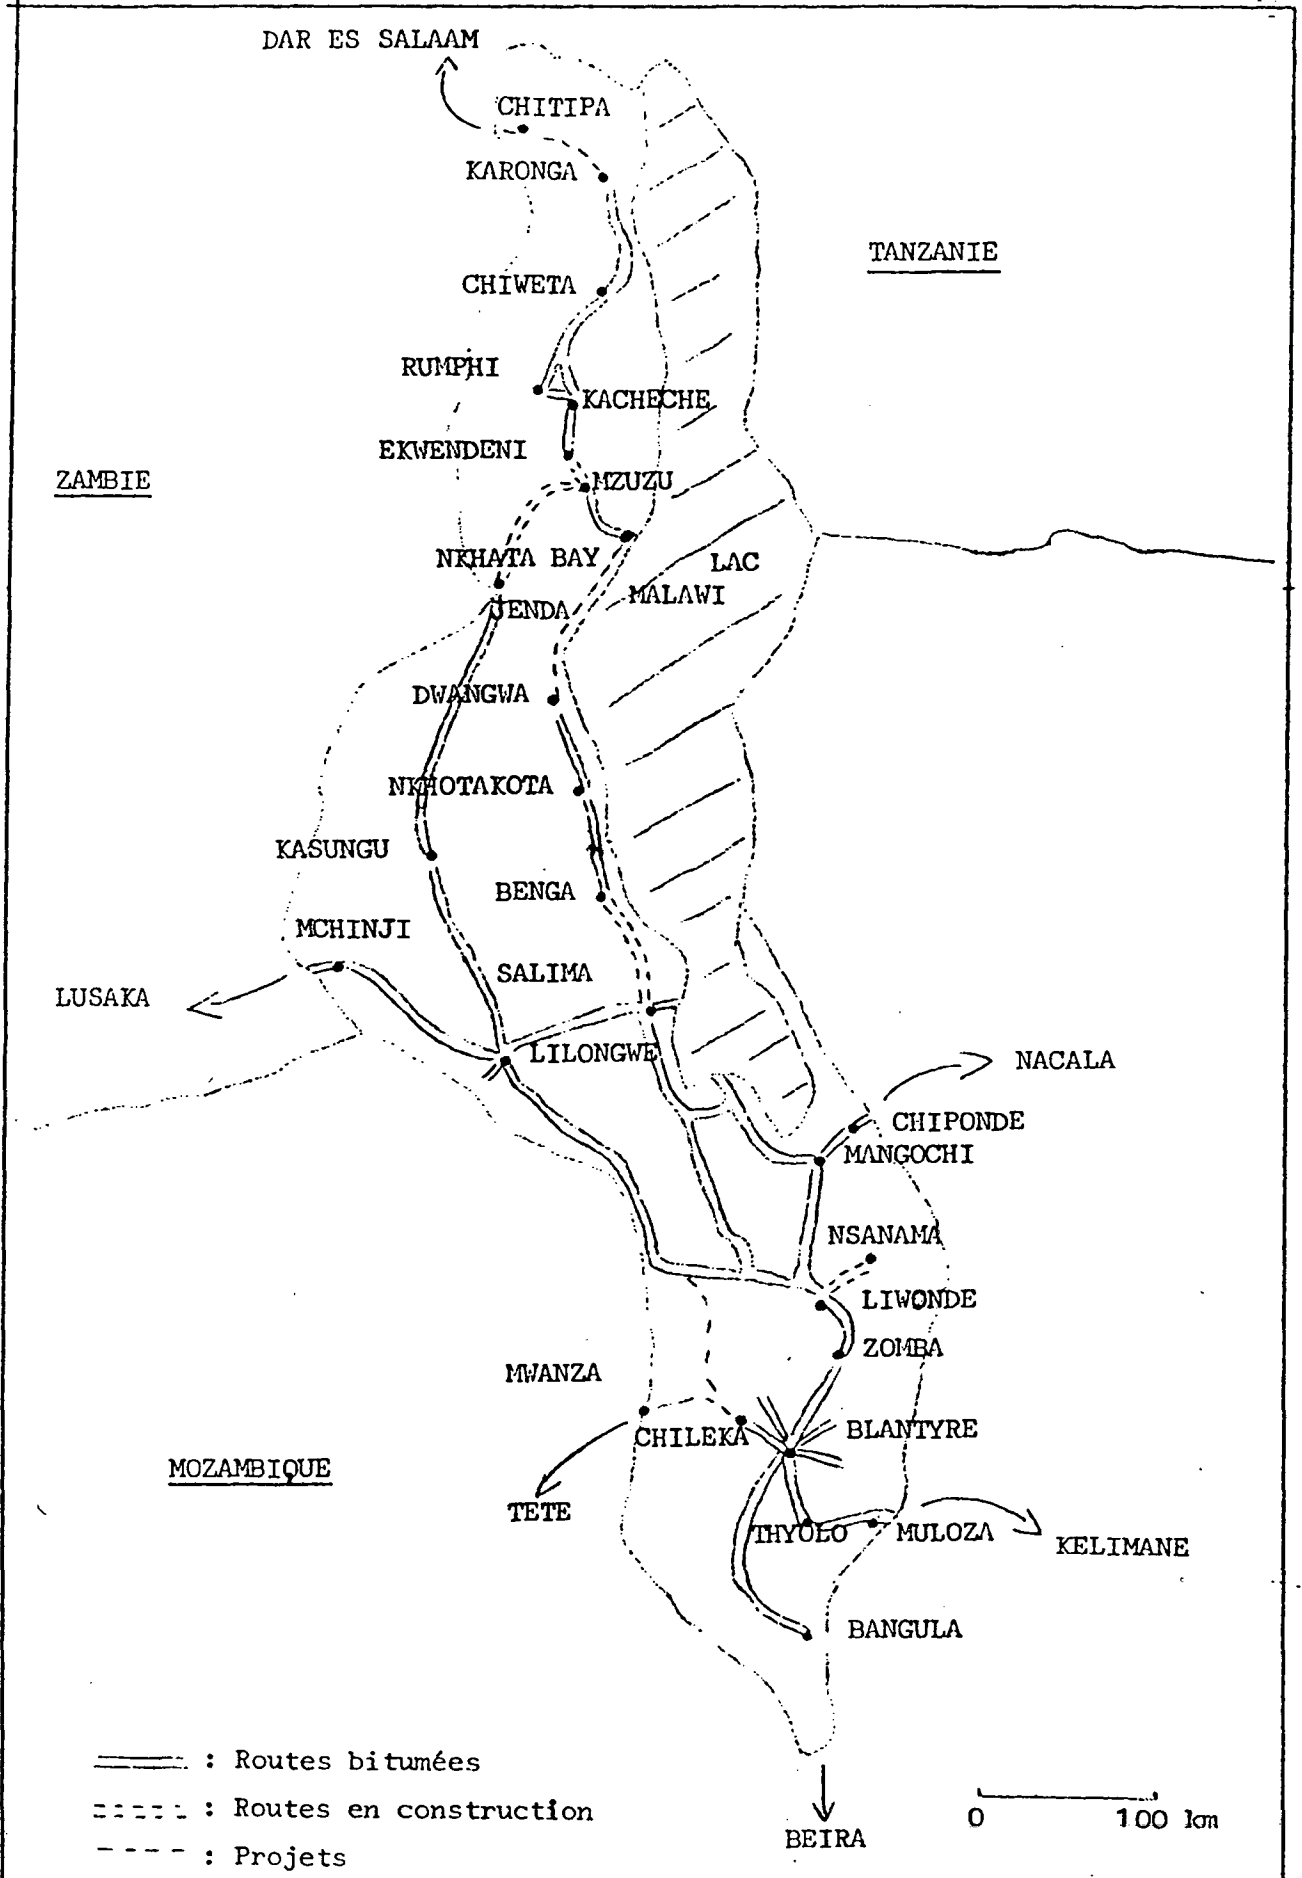 DAR ES SALAAM
CHITIPA
KARONGA
TANZANIE
CHIWETA
RUMPHI
KACHECHE
EKWENDENI
ZAMBIE
MZUZU
NKHATA BAY
LAC
MALAWI
JENDA
DWANGWA
NKHOTAKOTA
KASUNGU
BENGA
MCHINJI
SALIMA
LUSAKA
LILONGWE
NACALA
CHIPONDE
MANGOCHI
NSANAMA
LIWONDE
ZOMBA
MWANZA
BLANTYRE
CHILEKA
MOZAMBIQUE
TETE
THYOLO
MULOZA
KELIMANE
BANGULA
: Routes bitumées
: Routes en construction
0 100 km
BEIRA
: Projets